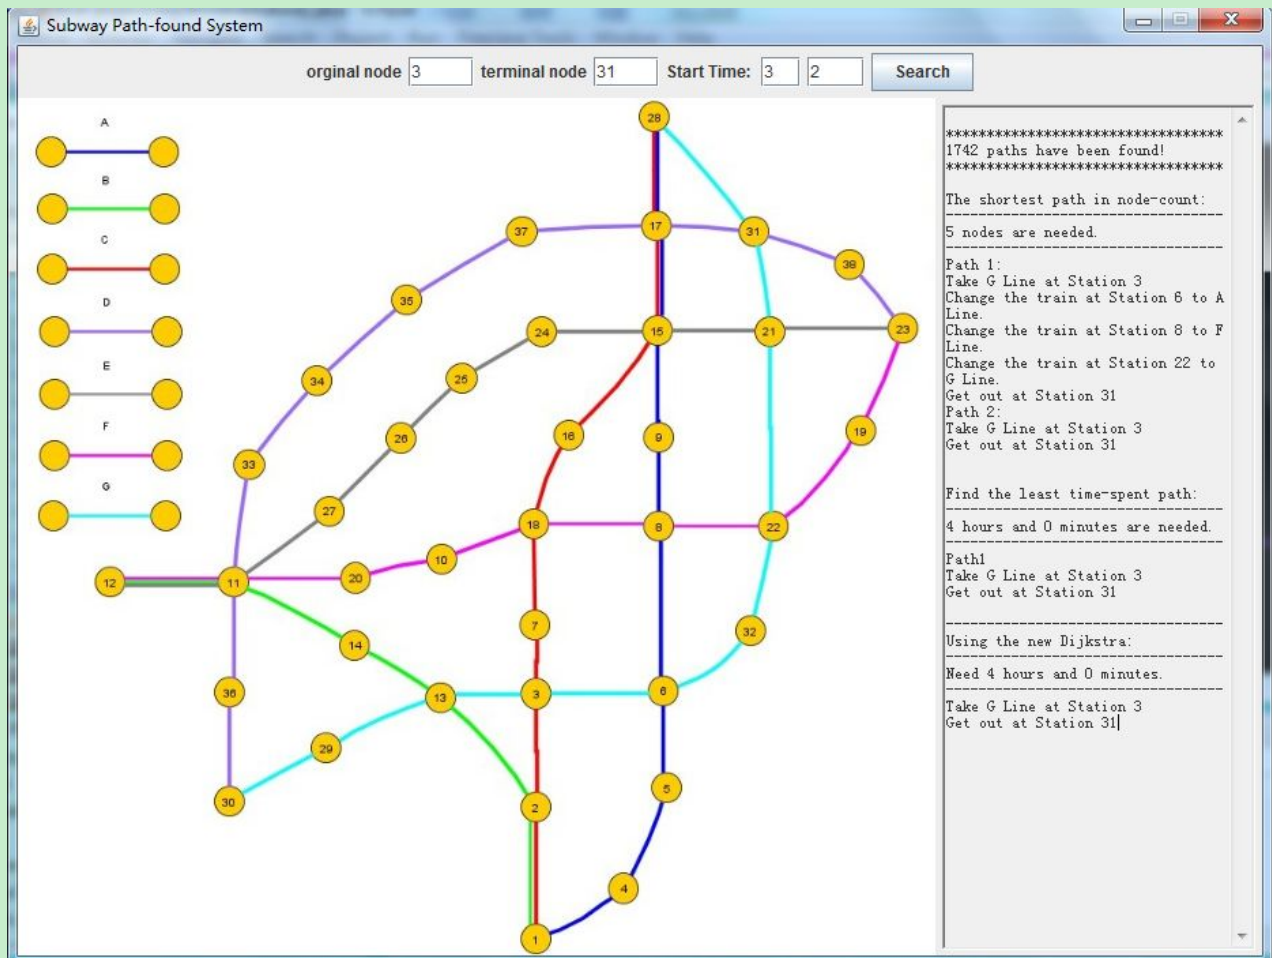 Subway Path-found System
orginal node 3 terminal node 31 Start Time: 3 2 Search
A
B
C
D
E
F
G
28
37
17
31
38
35
24
15
21
23
34
25
26
16
9
19
33
27
18
8
22
12
11
20
10
14
7
32
36
13
3
6
29
30
2
5
4
1
***********************************
1742 paths have been found!
***********************************
The shortest path in node-count:
-----------------------------------
5 nodes are needed.
-----------------------------------
Path 1:
Take G Line at Station 3
Change the train at Station 6 to A
Line.
Change the train at Station 8 to F
Line.
Change the train at Station 22 to
G Line.
Get out at Station 31
Path 2:
Take G Line at Station 3
Get out at Station 31
Find the least time-spent path:
-----------------------------------
4 hours and 0 minutes are needed.
-----------------------------------
Path1
Take G Line at Station 3
Get out at Station 31
-----------------------------------
Using the new Dijkstra:
-----------------------------------
Need 4 hours and 0 minutes.
-----------------------------------
Take G Line at Station 3
Get out at Station 31